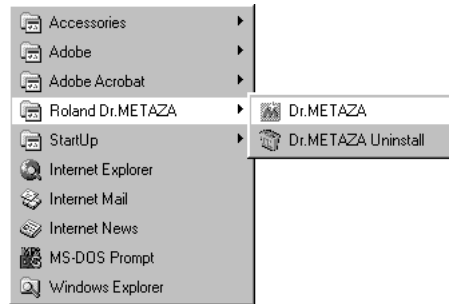 Accessories
Adobe
Adobe Acrobat
Roland Dr.METAZA
StartUp
Internet Explorer
Internet Mail
Internet News
MS-DOS Prompt
Windows Explorer
Dr.METAZA
Dr.METAZA Uninstall